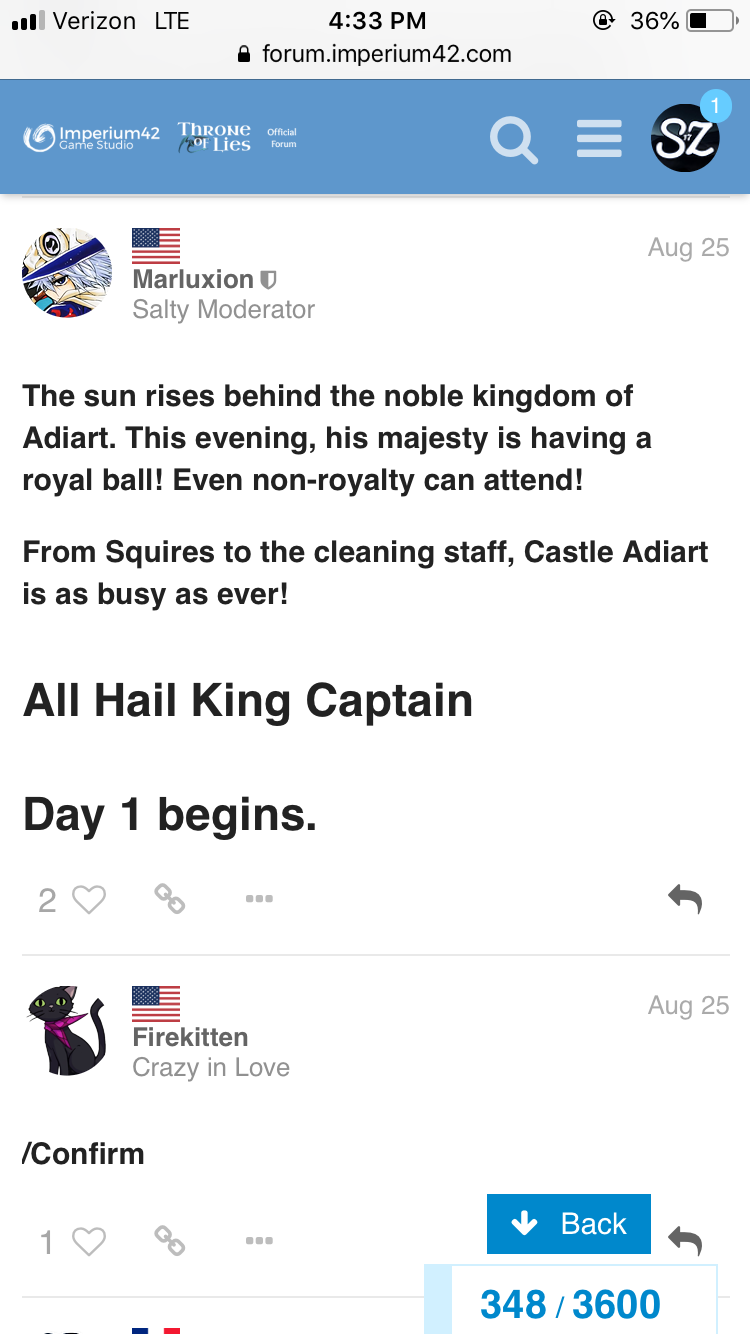 Verizon LTE 4:33 PM 36%
forum.imperium42.com
Imperium42 Game Studio THRONE OF LIES Official Forum SZ 17 1
Marluxion Aug 25
Salty Moderator
The sun rises behind the noble kingdom of
Adiart. This evening, his majesty is having a
royal ball! Even non-royalty can attend!
From Squires to the cleaning staff, Castle Adiart
is as busy as ever!
All Hail King Captain
Day 1 begins.
2
Firekitten Aug 25
Crazy in Love
/Confirm
1 Back
348 / 3600